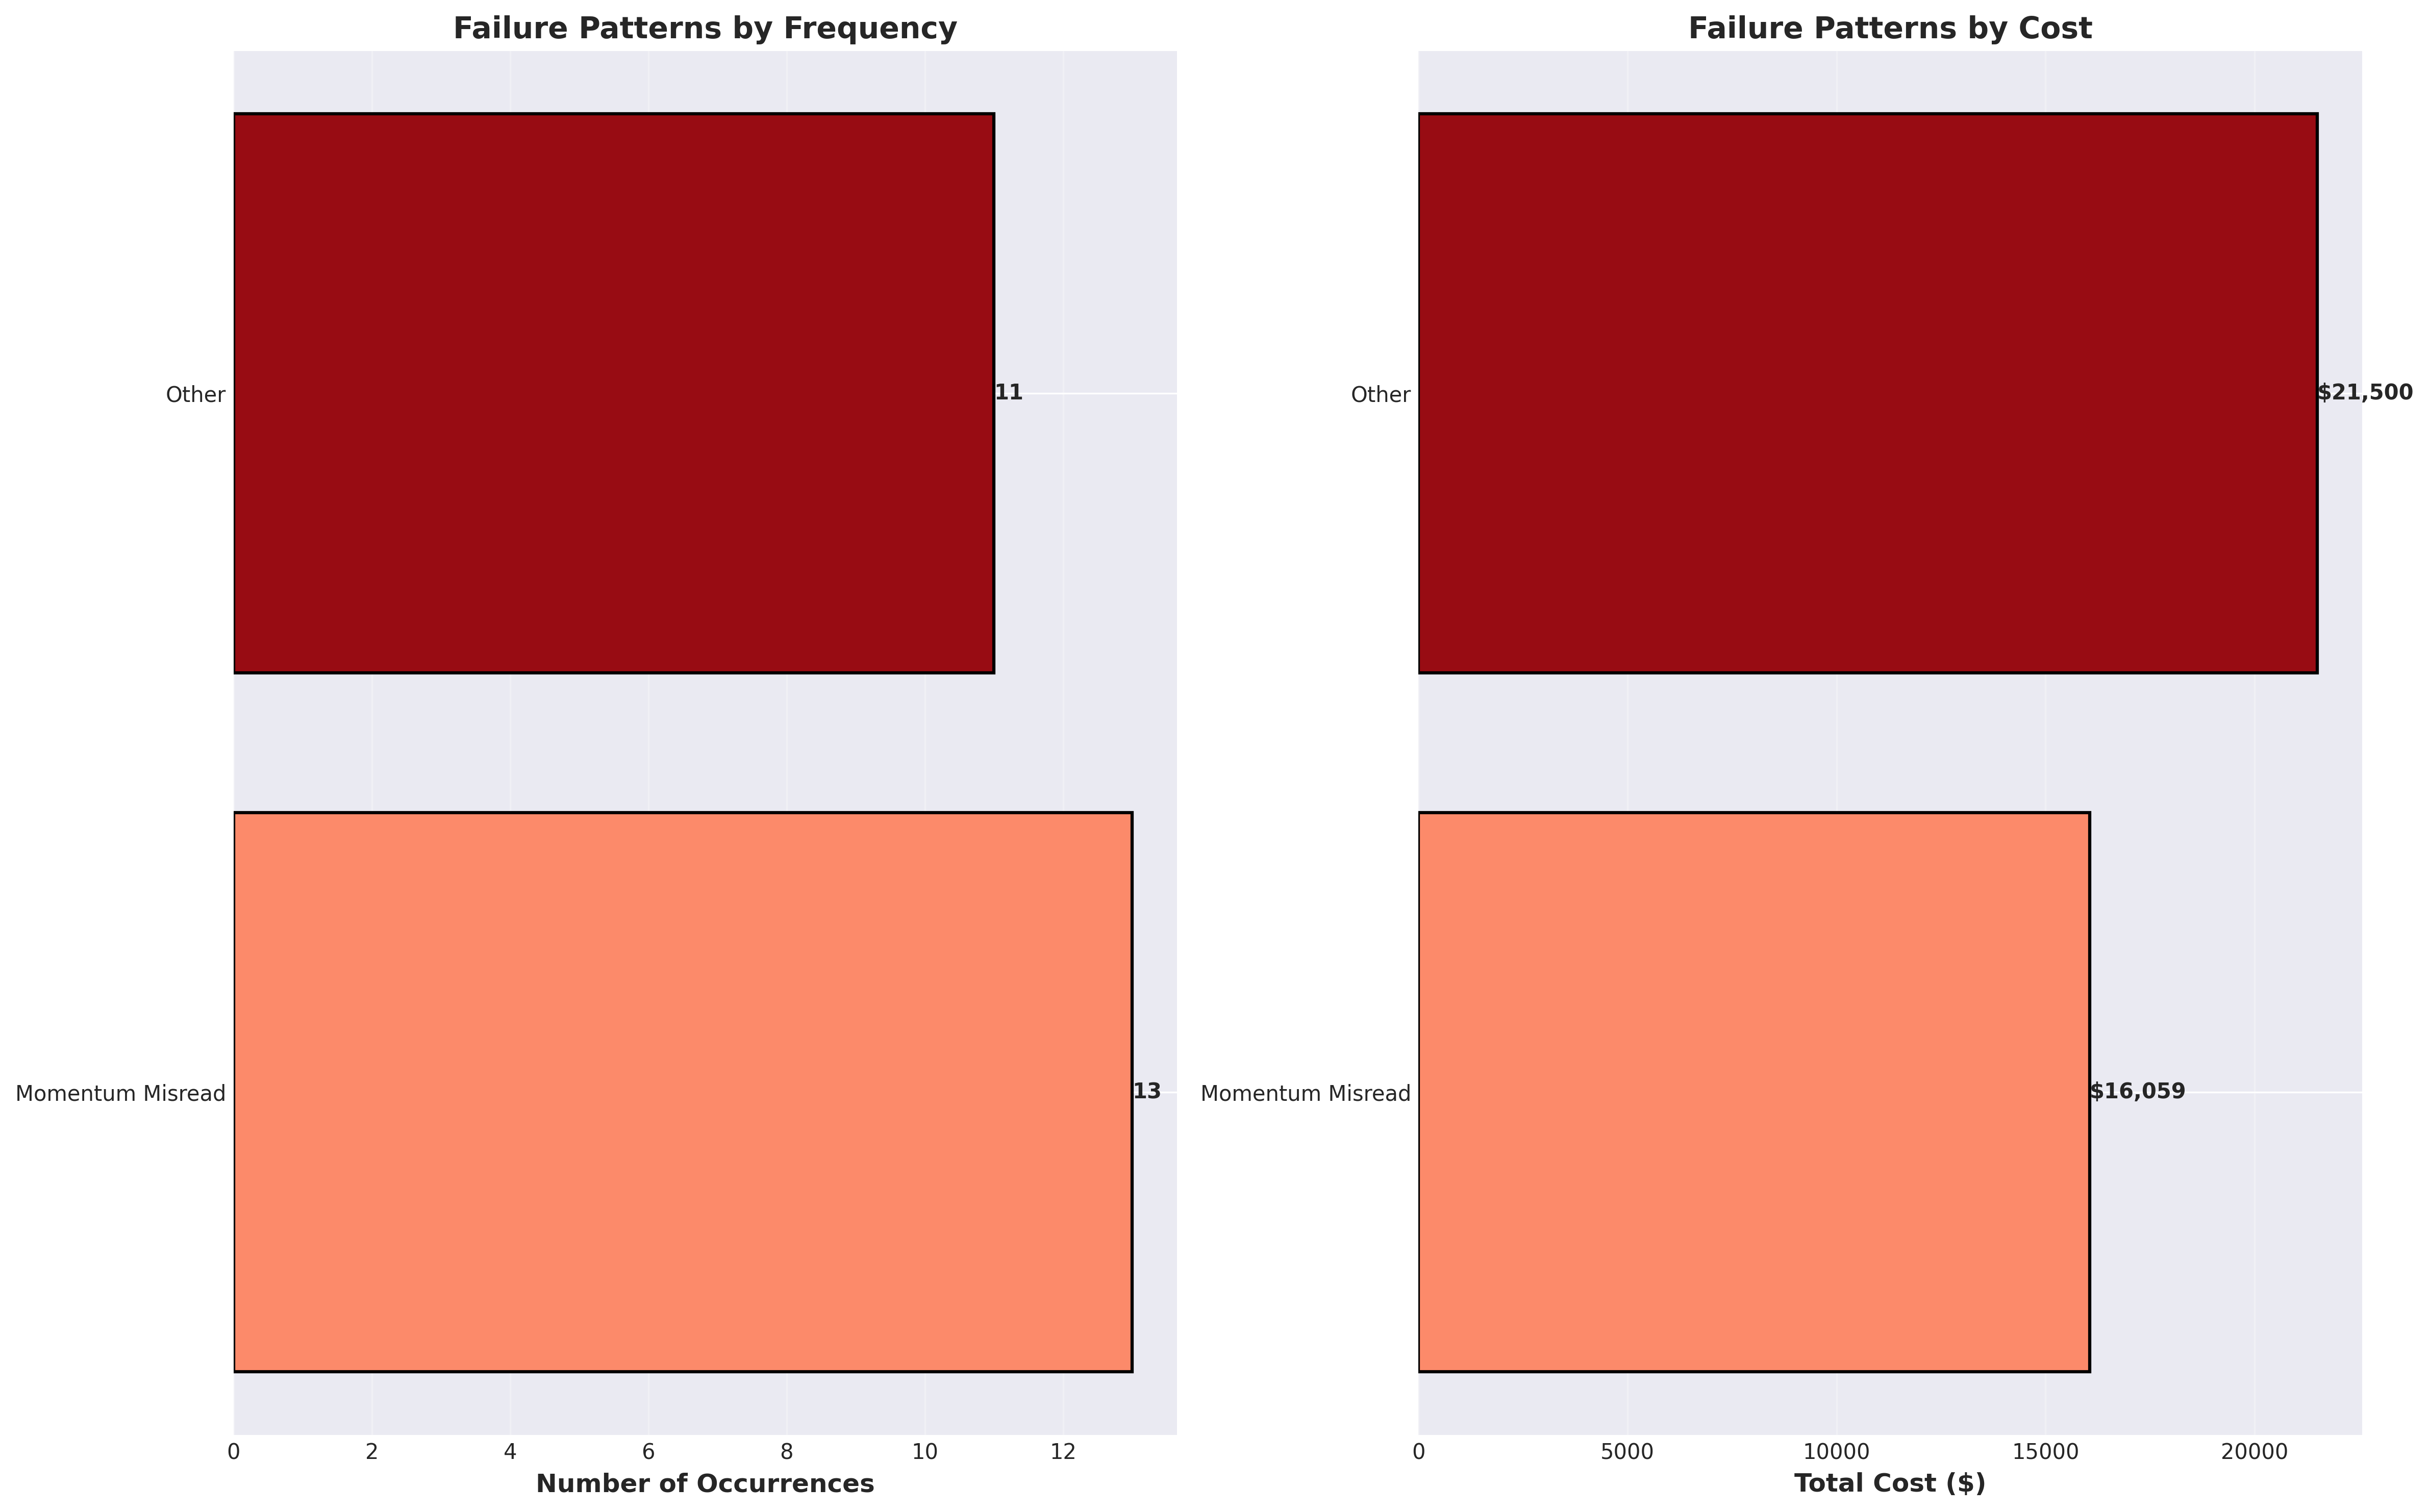 Failure Patterns by Frequency
Other
11
Momentum Misread
13
0 2 4 6 8 10 12
Number of Occurrences
Failure Patterns by Cost
Other
$21,500
Momentum Misread
$16,059
0 5000 10000 15000 20000
Total Cost ($)